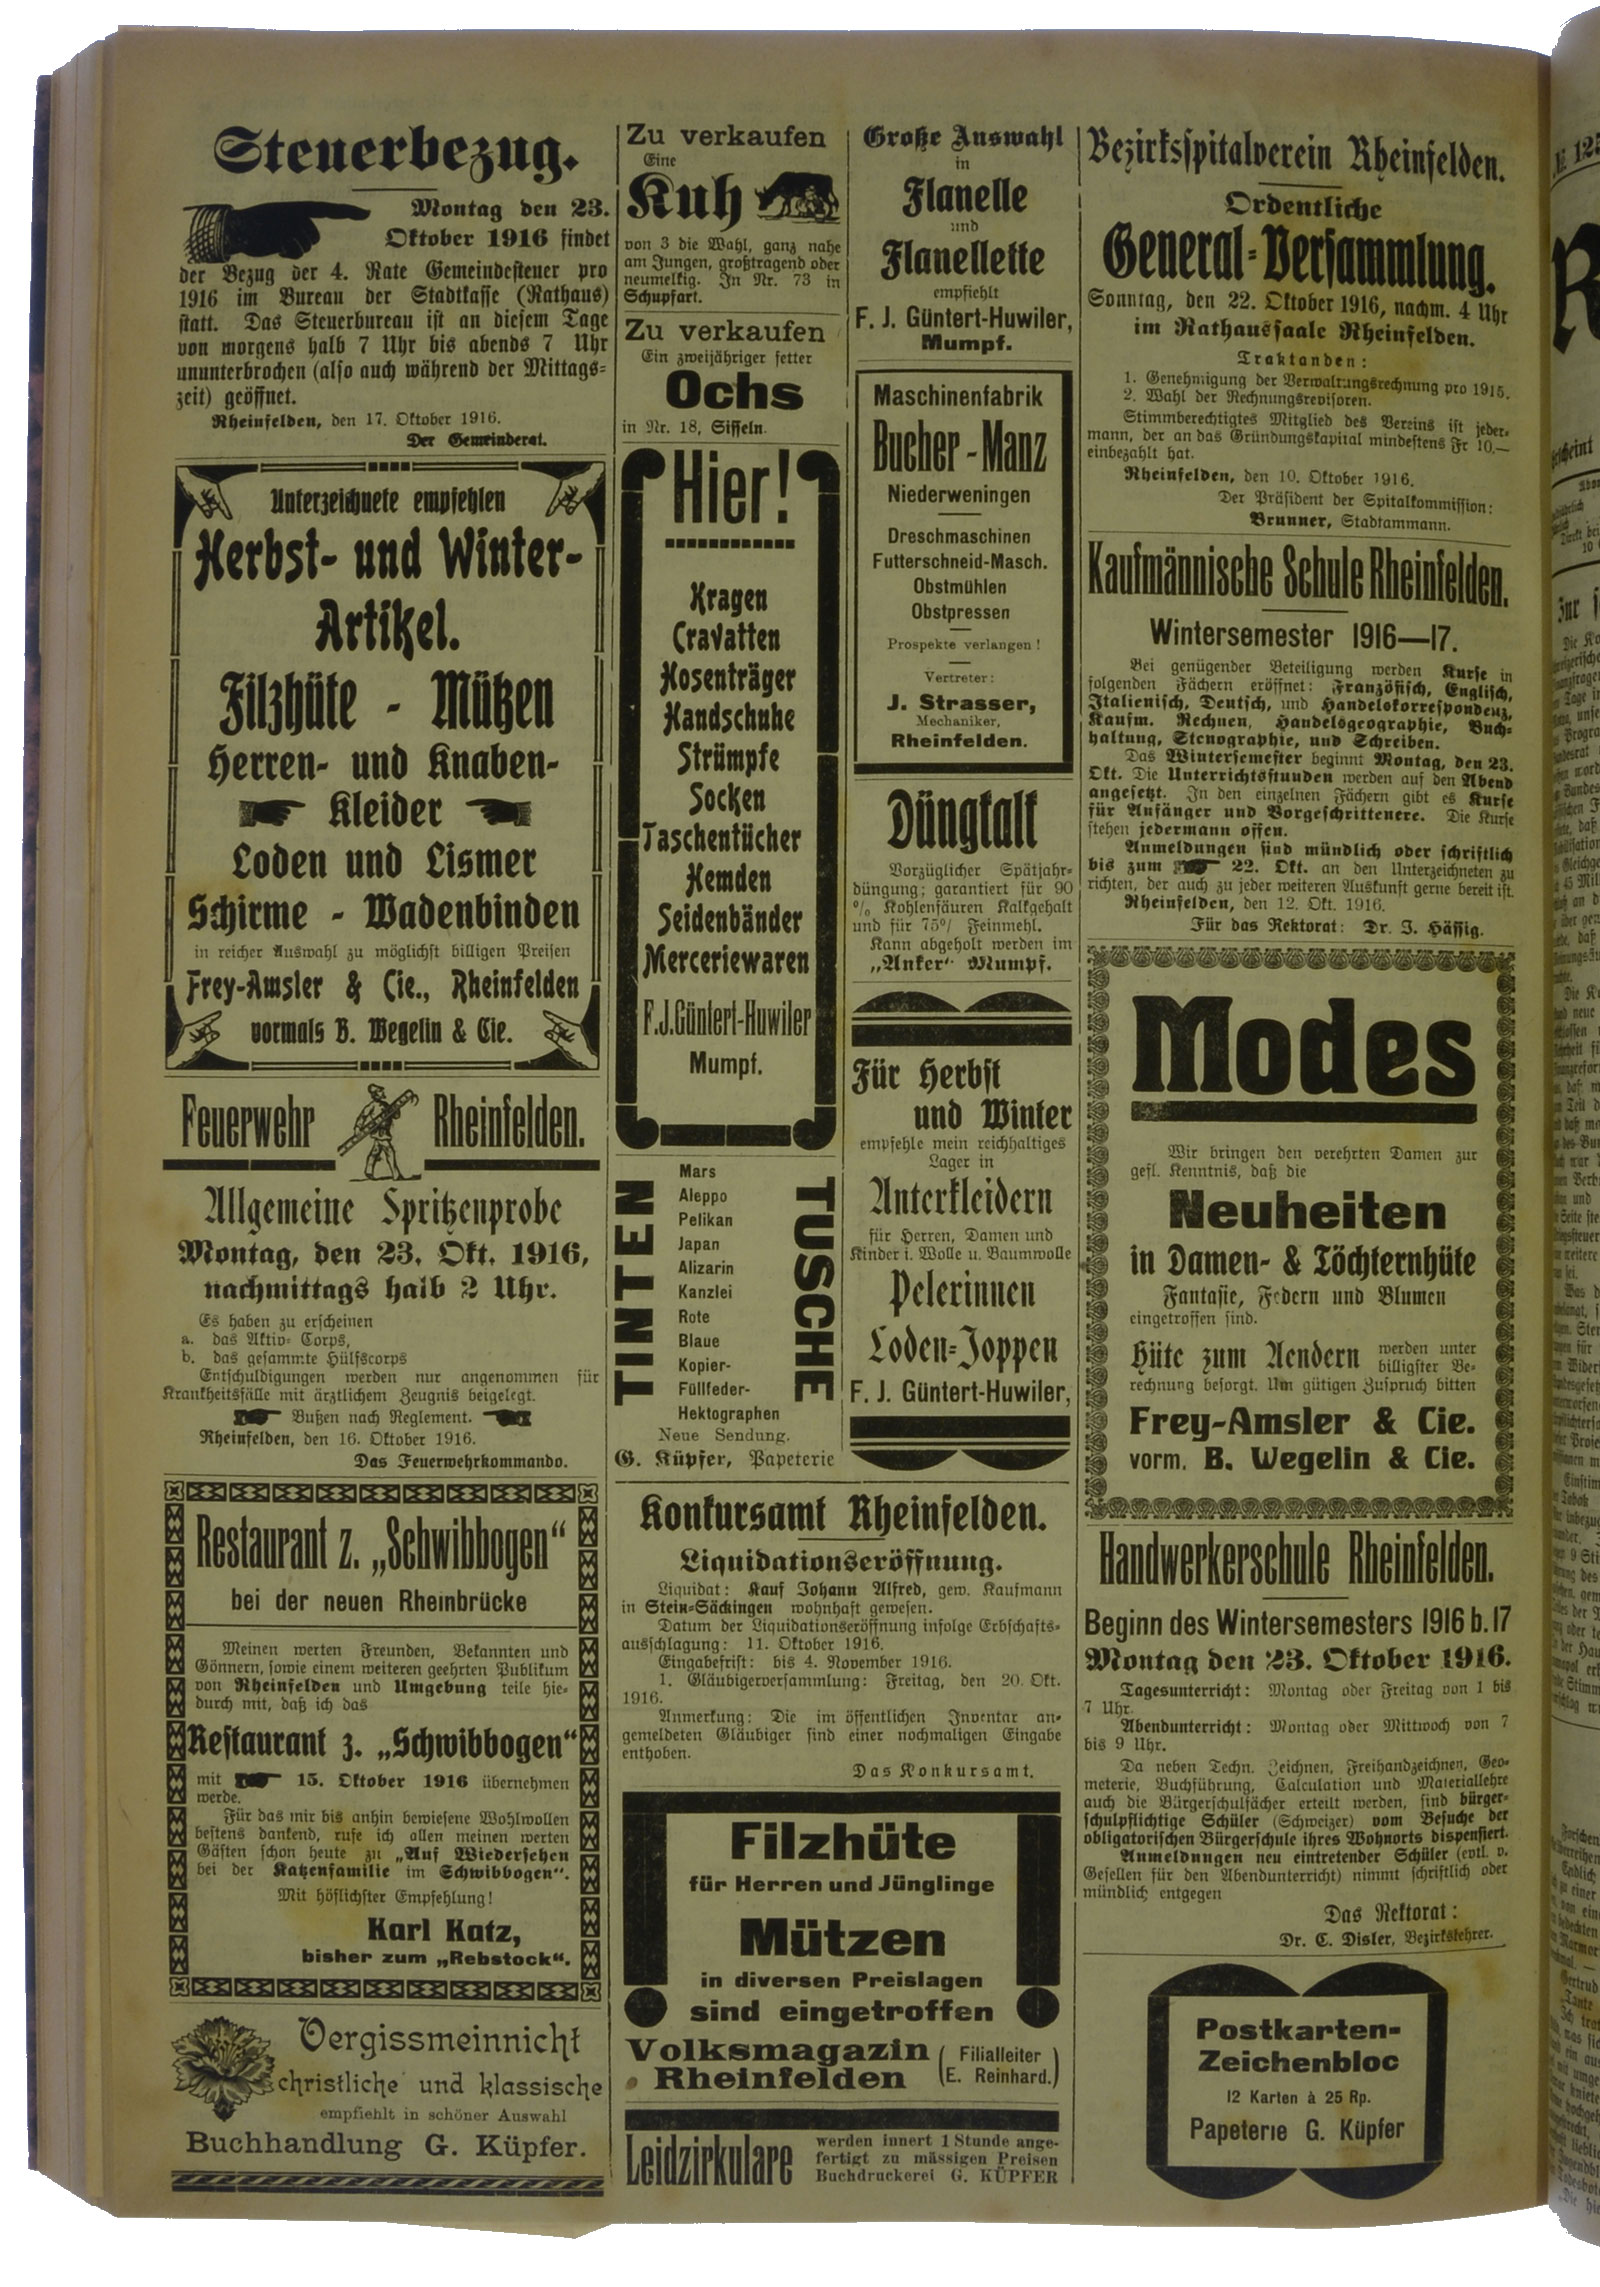 Steuerbezug.
Montag den 23.
Oktober 1916 findet
der Bezug der 4. Rate Gemeindesteuer pro
1916 im Bureau der Stadtkasse (Rathaus)
statt. Das Steuerbureau ist an diesem Tage
von morgens halb 7 Uhr bis abends 7 Uhr
ununterbrochen (also auch während der Mittags-
zeit) geöffnet.
Rheinfelden, den 17. Oktober 1916.
Der Gemeinderat.
Unterzeichnete empfehlen
Herbst- und Winter-
Artikel.
Filzhüte - Mützen
Herren- und Knaben-
Kleider
Loden und Lismer
Schirme - Wadenbinden
in reicher Auswahl zu möglichst billigen Preisen
Frey-Amsler & Cie., Rheinfelden
vormals B. Wegelin & Cie.
Feuerwehr Rheinfelden.
Allgemeine Spritzenprobe
Montag, den 23. Okt. 1916,
nachmittags halb 2 Uhr.
Es haben zu erscheinen
a. das Aktiv-Corps,
b. das gesammte Hülfscorps
Entschuldigungen werden nur angenommen für
Krankheitsfälle mit ärztlichem Zeugnis beigelegt.
Bußen nach Reglement.
Rheinfelden, den 16. Oktober 1916.
Das Feuerwehrkommando.
Restaurant z. „Schwibbogen“
bei der neuen Rheinbrücke
Meinen werten Freunden, Bekannten und
Gönnern, sowie einem weiteren geehrten Publikum
von Rheinfelden und Umgebung teile hie-
durch mit, daß ich das
Restaurant z. „Schwibbogen“
mit 15. Oktober 1916 übernehmen
werde.
Für das mir bis anhin bewiesene Wohlwollen
bestens dankend, rufe ich allen meinen werten
Gästen schon heute zu „Auf Wiedersehen
bei der Katzenfamilie im Schwibbogen“.
Mit höflichster Empfehlung!
Karl Katz,
bisher zum „Rebstock“.
Vergissmeinnicht
christliche und klassische
empfiehlt in schöner Auswahl
Buchhandlung G. Küpfer.
Zu verkaufen
Eine
Kuh
von 3 die Wahl, ganz nahe
am Jungen, großtragend oder
neumelkig. In Nr. 73 in
Schupfart.
Zu verkaufen
Ein zweijähriger fetter
Ochs
in Nr. 18, Sisseln.
Hier!
Kragen
Cravatten
Hosenträger
Handschuhe
Strümpfe
Socken
Taschentücher
Hemden
Seidenbänder
Merceriewaren
F. J. Güntert-Huwiler
Mumpf.
TINTEN
Mars
Aleppo
Pelikan
Japan
Alizarin
Kanzlei
Rote
Blaue
Kopier-
Füllfeder-
Hektographen
TUSCHE
Neue Sendung.
G. Küpfer, Papeterie
Große Auswahl
in
Flanelle
und
Flanellette
empfiehlt
F. J. Güntert-Huwiler,
Mumpf.
Maschinenfabrik
Bucher-Manz
Niederweningen
Dreschmaschinen
Futterschneid-Masch.
Obstmühlen
Obstpressen
Prospekte verlangen!
Vertreter:
J. Strasser,
Mechaniker,
Rheinfelden.
Düngkalk
Vorzüglicher Spätjahr-
düngung; garantiert für 90
% Kohlensäuren Kalkgehalt
und für 75% Feinmehl.
Kann abgeholt werden im
„Anker“ Mumpf.
Für Herbst
und Winter
empfehle mein reichhaltiges
Lager in
Unterkleidern
für Herren, Damen und
Kinder i. Wolle u. Baumwolle
Pelerinnen
Loden-Joppen
F. J. Güntert-Huwiler,
Konkursamt Rheinfelden.
Liquidationseröffnung.
Liquidat: Kauf Johann Alfred, gew. Kaufmann
in Stein-Säckingen wohnhaft gewesen.
Datum der Liquidationseröffnung infolge Erbschafts-
ausschlagung: 11. Oktober 1916.
Eingabefrist: bis 4. November 1916.
1. Gläubigerversammlung: Freitag, den 20. Okt.
1916.
Anmerkung: Die im öffentlichen Inventar an-
gemeldeten Gläubiger sind einer nochmaligen Eingabe
enthoben.
Das Konkursamt.
Filzhüte
für Herren und Jünglinge
Mützen
in diversen Preislagen
sind eingetroffen
Volksmagazin
Rheinfelden
(Filialleiter
E. Reinhard.)
Leidzirkulare
werden innert 1 Stunde ange-
fertigt zu mässigen Preisen
Buchdruckerei G. KÜPFER
Bezirksspitalverein Rheinfelden.
Ordentliche
General-Versammlung.
Sonntag, den 22. Oktober 1916, nachm. 4 Uhr
im Rathaussaale Rheinfelden.
Traktanden:
1. Genehmigung der Verwaltungsrechnung pro 1915.
2. Wahl der Rechnungsrevisoren.
Stimmberechtigtes Mitglied des Vereins ist jeder-
mann, der an das Gründungskapital mindestens Fr 10.—
einbezahlt hat.
Rheinfelden, den 10. Oktober 1916.
Der Präsident der Spitalkommission:
Brunner, Stadtammann.
Kaufmännische Schule Rheinfelden.
Wintersemester 1916—17.
Bei genügender Beteiligung werden Kurse in
folgenden Fächern eröffnet: Französisch, Englisch,
Italienisch, Deutsch, und Handelskorrespondenz,
Kaufm. Rechnen, Handelsgeographie, Buch-
haltung, Stenographie, und Schreiben.
Das Wintersemester beginnt Montag, den 23.
Okt. Die Unterrichtsstunden werden auf den Abend
angesetzt. In den einzelnen Fächern gibt es Kurse
für Anfänger und Vorgeschrittenere. Die Kurse
stehen jedermann offen.
Anmeldungen sind mündlich oder schriftlich
bis zum 22. Okt. an den Unterzeichneten zu
richten, der auch zu jeder weiteren Auskunft gerne bereit ist.
Rheinfelden, den 12. Okt. 1916.
Für das Rektorat: Dr. J. Hässig.
Modes
Wir bringen den verehrten Damen zur
gefl. Kenntnis, daß die
Neuheiten
in Damen- & Töchternhüte
Fantasie, Federn und Blumen
eingetroffen sind.
Hüte zum Aendern werden unter
billigster Be-
rechnung besorgt. Um gütigen Zuspruch bitten
Frey-Amsler & Cie.
vorm. B. Wegelin & Cie.
Handwerkerschule Rheinfelden.
Beginn des Wintersemesters 1916 b. 17
Montag den 23. Oktober 1916.
Tagesunterricht: Montag oder Freitag von 1 bis
7 Uhr.
Abendunterricht: Montag oder Mittwoch von 7
bis 9 Uhr.
Da neben Techn. Zeichnen, Freihandzeichnen, Geo-
meterie, Buchführung, Calculation und Materiallehre
auch die Bürgerschulfächer erteilt werden, sind bürger-
schulpflichtige Schüler (Schweizer) vom Besuche der
obligatorischen Bürgerschule ihres Wohnorts dispensiert.
Anmeldungen neu eintretender Schüler (evtl. v.
Gesellen für den Abendunterricht) nimmt schriftlich oder
mündlich entgegen
Das Rektorat:
Dr. C. Disler, Bezirkslehrer.
Postkarten-
Zeichenbloc
12 Karten à 25 Rp.
Papeterie G. Küpfer